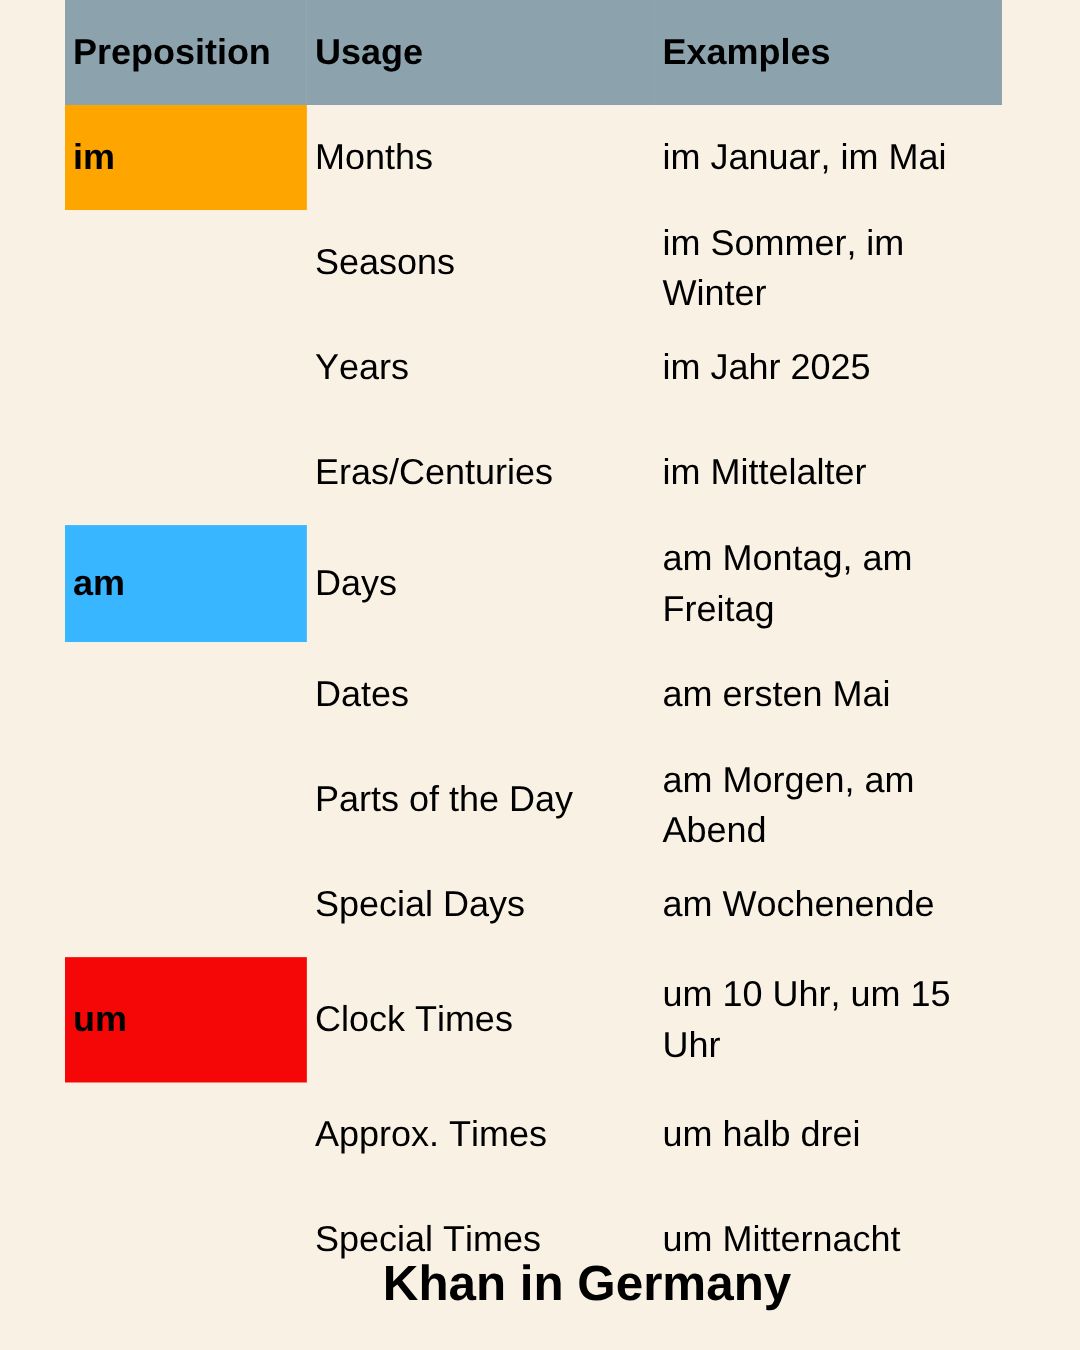 Preposition Usage Examples
im Months im Januar, im Mai
Seasons im Sommer, im
Winter
Years im Jahr 2025
Eras/Centuries im Mittelalter
am Days am Montag, am
Freitag
Dates am ersten Mai
Parts of the Day am Morgen, am
Abend
Special Days am Wochenende
um Clock Times um 10 Uhr, um 15
Uhr
Approx. Times um halb drei
Special Times um Mitternacht
Khan in Germany